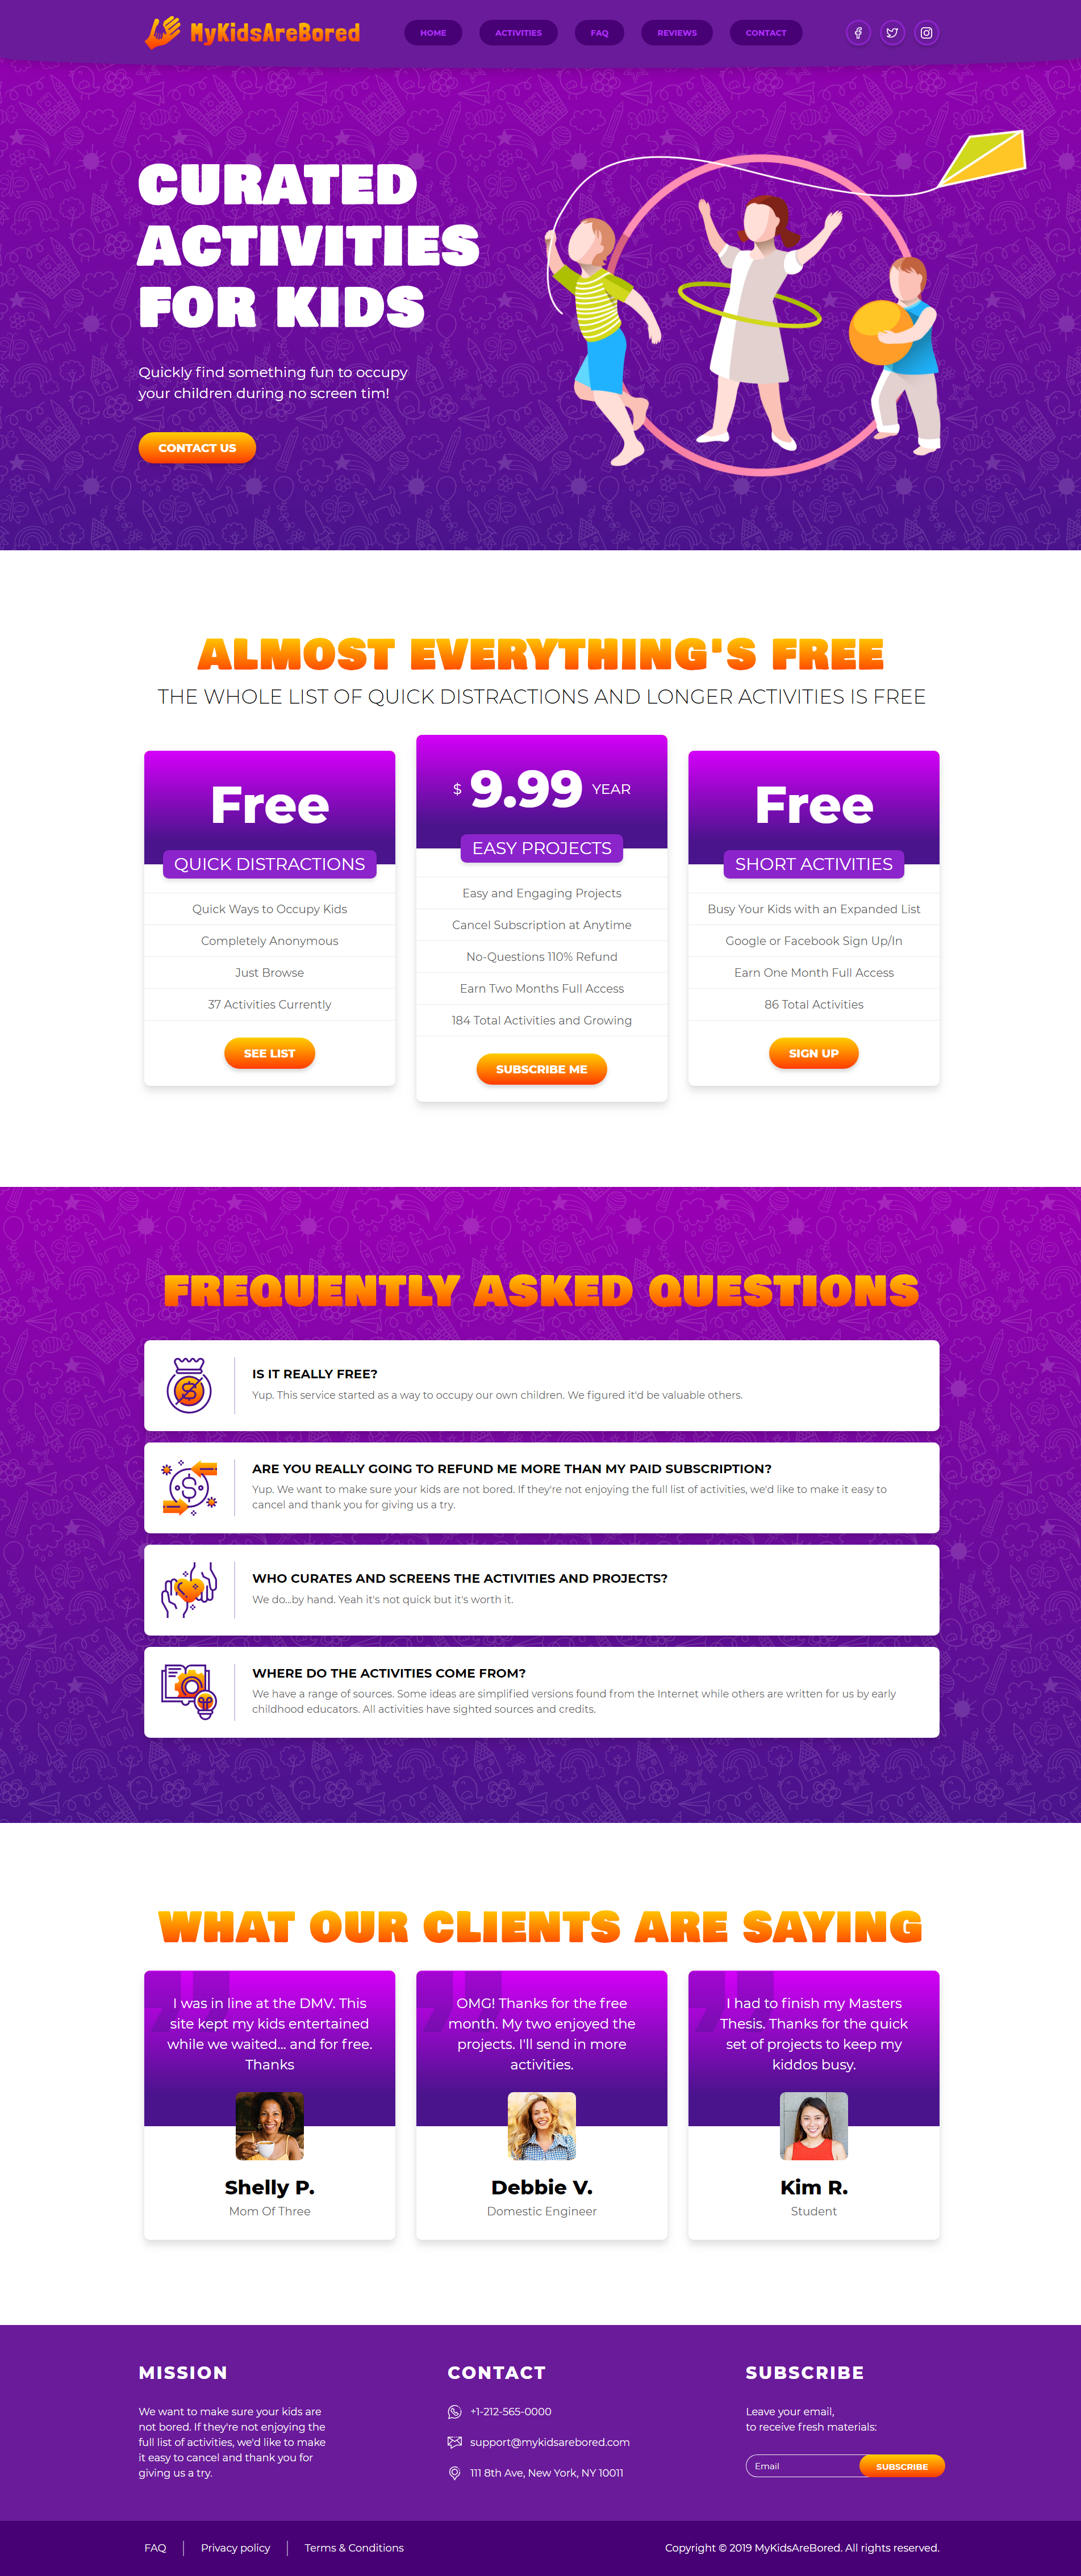 MyKidsAreBored
HOME
ACTIVITIES
FAQ
REVIEWS
CONTACT
CURATED
ACTIVITIES
FOR KIDS
Quickly find something fun to occupy
your children during no screen tim!
CONTACT US
ALMOST EVERYTHING'S FREE
THE WHOLE LIST OF QUICK DISTRACTIONS AND LONGER ACTIVITIES IS FREE
Free
QUICK DISTRACTIONS
Quick Ways to Occupy Kids
Completely Anonymous
Just Browse
37 Activities Currently
SEE LIST
$ 9.99 YEAR
EASY PROJECTS
Easy and Engaging Projects
Cancel Subscription at Anytime
No-Questions 110% Refund
Earn Two Months Full Access
184 Total Activities and Growing
SUBSCRIBE ME
Free
SHORT ACTIVITIES
Busy Your Kids with an Expanded List
Google or Facebook Sign Up/In
Earn One Month Full Access
86 Total Activities
SIGN UP
FREQUENTLY ASKED QUESTIONS
IS IT REALLY FREE?
Yup. This service started as a way to occupy our own children. We figured it'd be valuable others.
ARE YOU REALLY GOING TO REFUND ME MORE THAN MY PAID SUBSCRIPTION?
Yup. We want to make sure your kids are not bored. If they're not enjoying the full list of activities, we'd like to make it easy to
cancel and thank you for giving us a try.
WHO CURATES AND SCREENS THE ACTIVITIES AND PROJECTS?
We do...by hand. Yeah it's not quick but it's worth it.
WHERE DO THE ACTIVITIES COME FROM?
We have a range of sources. Some ideas are simplified versions found from the Internet while others are written for us by early
childhood educators. All activities have sighted sources and credits.
WHAT OUR CLIENTS ARE SAYING
I was in line at the DMV. This
site kept my kids entertained
while we waited... and for free.
Thanks
Shelly P.
Mom Of Three
OMG! Thanks for the free
month. My two enjoyed the
projects. I'll send in more
activities.
Debbie V.
Domestic Engineer
I had to finish my Masters
Thesis. Thanks for the quick
set of projects to keep my
kiddos busy.
Kim R.
Student
MISSION
We want to make sure your kids are
not bored. If they're not enjoying the
full list of activities, we'd like to make
it easy to cancel and thank you for
giving us a try.
CONTACT
+1-212-565-0000
support@mykidsarebored.com
111 8th Ave, New York, NY 10011
SUBSCRIBE
Leave your email,
to receive fresh materials:
Email
SUBSCRIBE
FAQ
Privacy policy
Terms & Conditions
Copyright © 2019 MyKidsAreBored. All rights reserved.